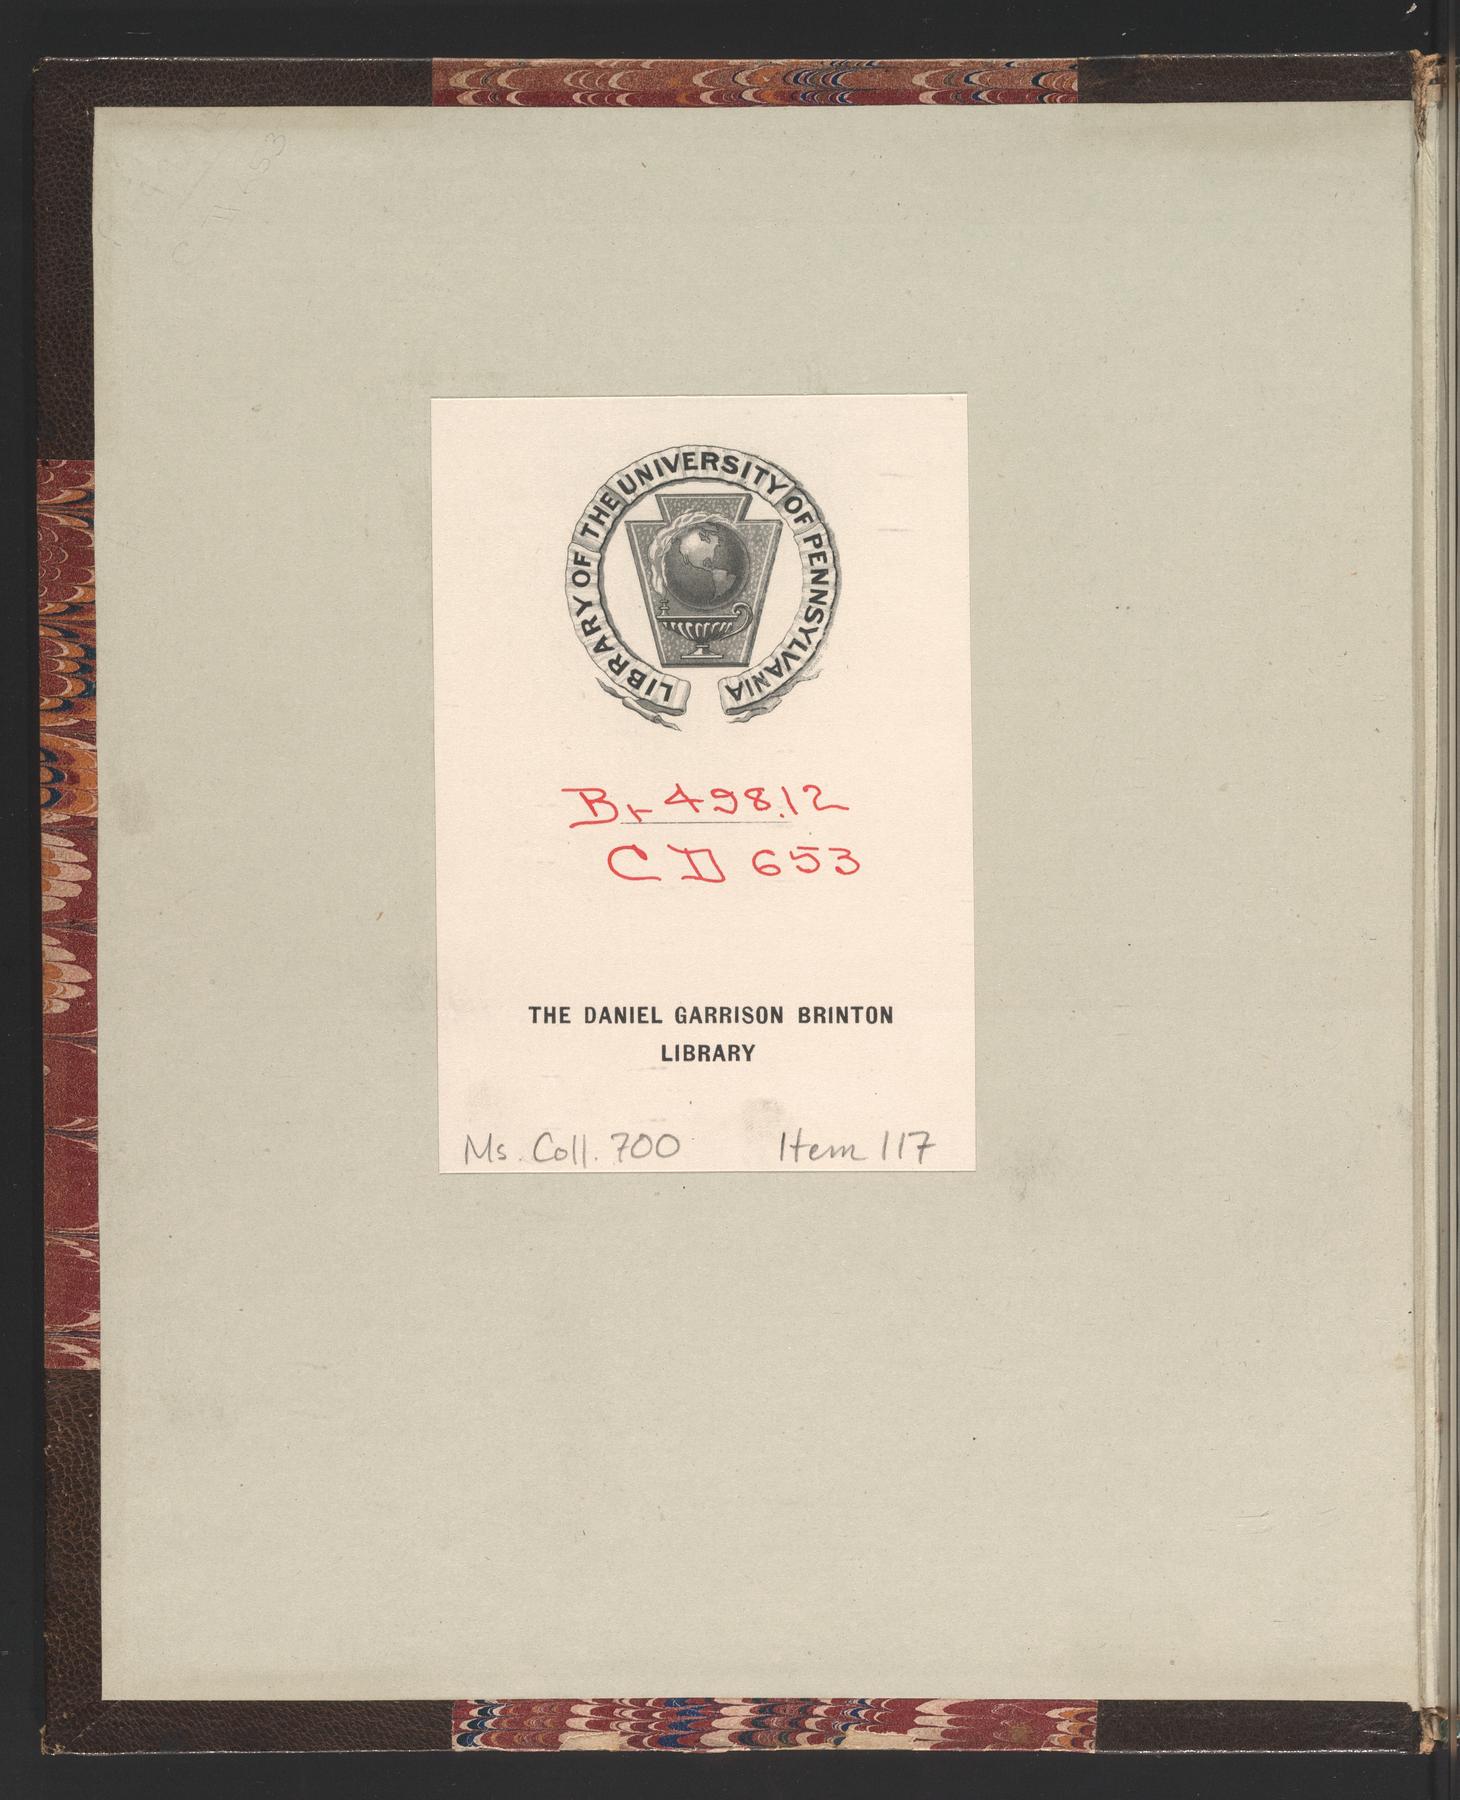 LIBRARY OF THE UNIVERSITY OF PENNSYLVANIA
Br 498.12
CD 653
THE DANIEL GARRISON BRINTON
LIBRARY
Ms. Coll. 700 Item 117